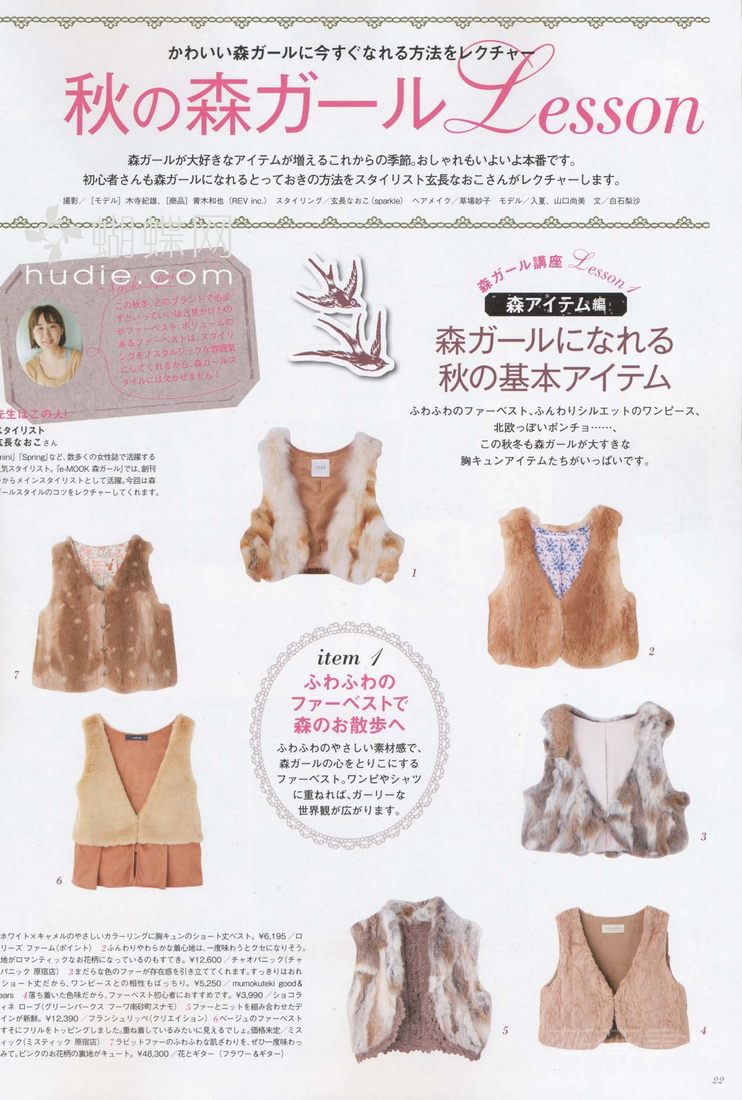 かわいい森ガールに今すぐなれる方法をレクチャー
秋の森ガールLesson
森ガールが大好きなアイテムが増えるこれからの季節。おしゃれもいよいよ本番です。
初心者さんも森ガールになれるとっておきの方法をスタイリスト玄長なおこさんがレクチャーします。
撮影／［モデル］木寺紀雄、［商品］青木和也（REV inc.） スタイリング／玄長なおこ（sparkle） ヘアメイク／草場妙子 モデル／入夏、山口尚美 文／白石梨沙
蝴蝶网
hudie.com
この秋冬、どのブランドでも必
ずといっていいほど見かけたの
がファーベスト。ボリュームの
あるファーベストは、スタイリ
ングをノスタルジックな雰囲気
にしてくれるから、森ガールス
タイルには欠かせません！
先生はこの人！
スタイリスト
玄長なおこさん
mini』『Spring』など、数多くの女性誌で活躍する
気スタイリスト。『e-MOOK 森ガール』では、創刊
からメインスタイリストとして活躍。今回は森
ガールスタイルのコツをレクチャーしてくれます。
森ガール講座 Lesson 1
森アイテム編
森ガールになれる
秋の基本アイテム
ふわふわのファーベスト、ふんわりシルエットのワンピース、
北欧っぽいポンチョ……、
この秋冬も森ガールが大すきな
胸キュンアイテムたちがいっぱいです。
1
2
7
item 1
ふわふわの
ファーベストで
森のお散歩へ
ふわふわのやさしい素材感で、
森ガールの心をとりこにする
ファーベスト。ワンピやシャツ
に重ねれば、ガーリーな
世界観が広がります。
3
6
5
4
ホワイト×キャメルのやさしいカラーリングに胸キュンのショート丈ベスト。¥6,195／ロ
リーズ ファーム（ポイント） 2ふんわりやわらかな着心地は、一度味わうとクセになりそう。
地がロマンティックなお花柄になっているのもすてき。¥12,600／チャオパニック（チャ
パニック 原宿店） 3まだらな色のファーが存在感を引き立ててくれます。すっきりはおれ
ショート丈だから、ワンピースとの相性もばっちり。¥5,250／mumokuteki good&
ears 4落ち着いた色味だから、ファーベスト初心者におすすめです。¥3,990／ショコラ
ィネ ローブ（グリーンパークス フーワ南砂町スナモ） 5ファーとニットを組み合わせたデ
インが新鮮。¥12,390／フランシュリッペ（クリエイション） 6ベージュのファーベスト
すそにフリルをトッピングしました。重ね着しているみたいに見えるでしょ。価格未定／ミス
ィック（ミスティック 原宿店） 7ラビットファーのふわふわな肌ざわりを、ぜひ一度味わっ
みて。ピンクのお花柄の裏地がキュート。¥48,300／花とギター（フラワー&ギター）
22